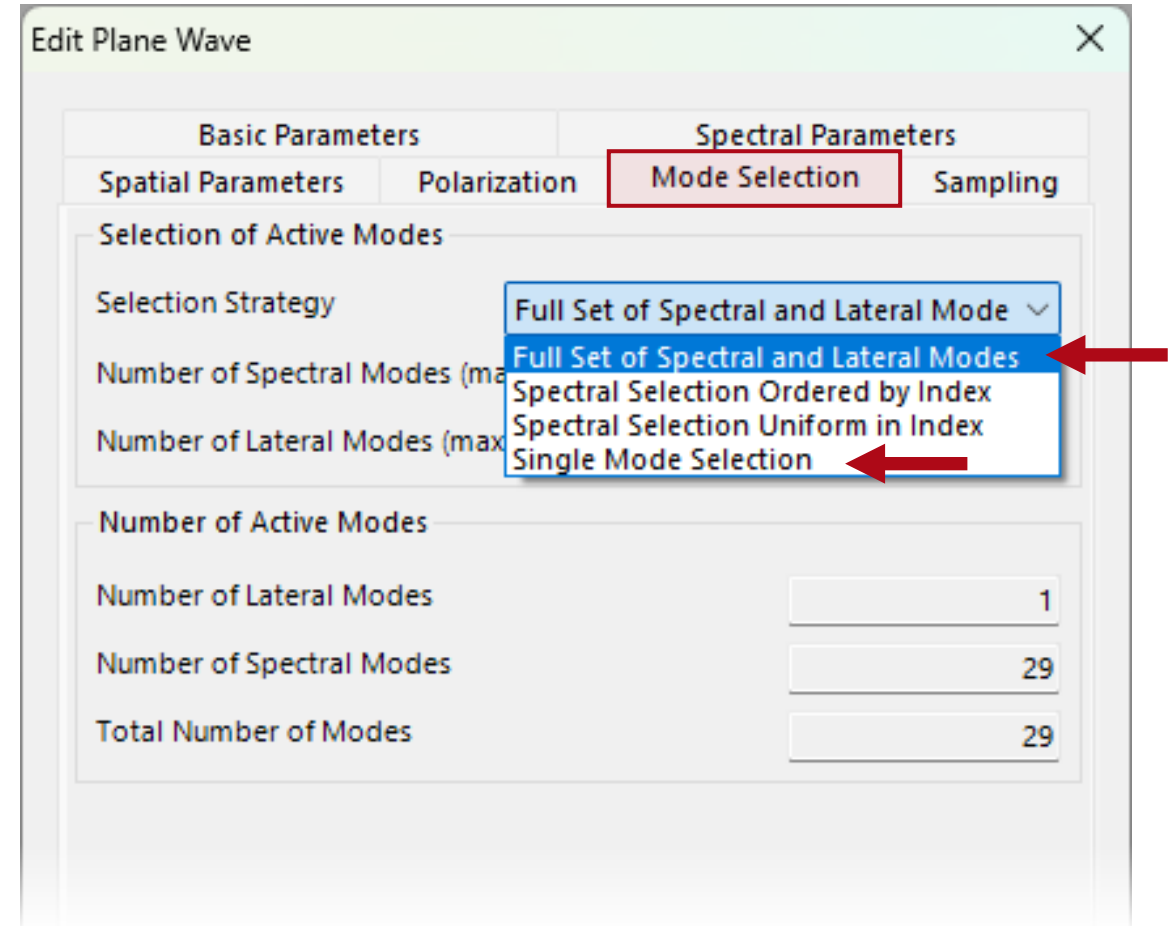 Edit Plane Wave
Basic Parameters
Spectral Parameters
Spatial Parameters
Polarization
Mode Selection
Sampling
Selection of Active Modes
Selection Strategy
Full Set of Spectral and Lateral Mode
Full Set of Spectral and Lateral Modes
Number of Spectral Modes (ma
Spectral Selection Ordered by Index
Spectral Selection Uniform in Index
Number of Lateral Modes (max
Single Mode Selection
Number of Active Modes
Number of Lateral Modes 1
Number of Spectral Modes 29
Total Number of Modes 29